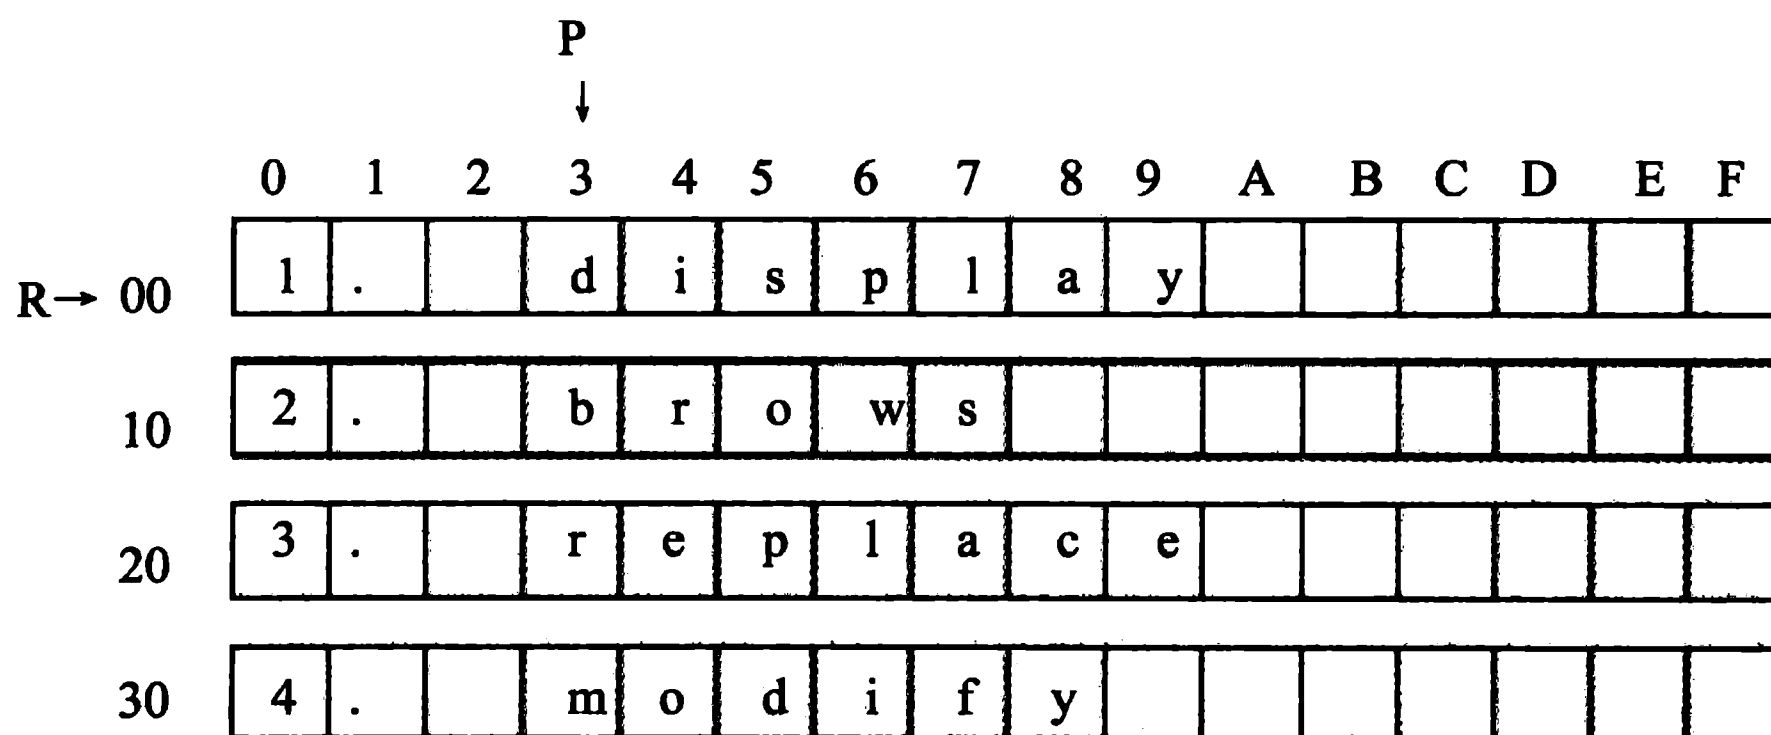 P
↓
0 1 2 3 4 5 6 7 8 9 A B C D E F
R→ 00 1. display
10 2. brows
20 3. replace
30 4. modify